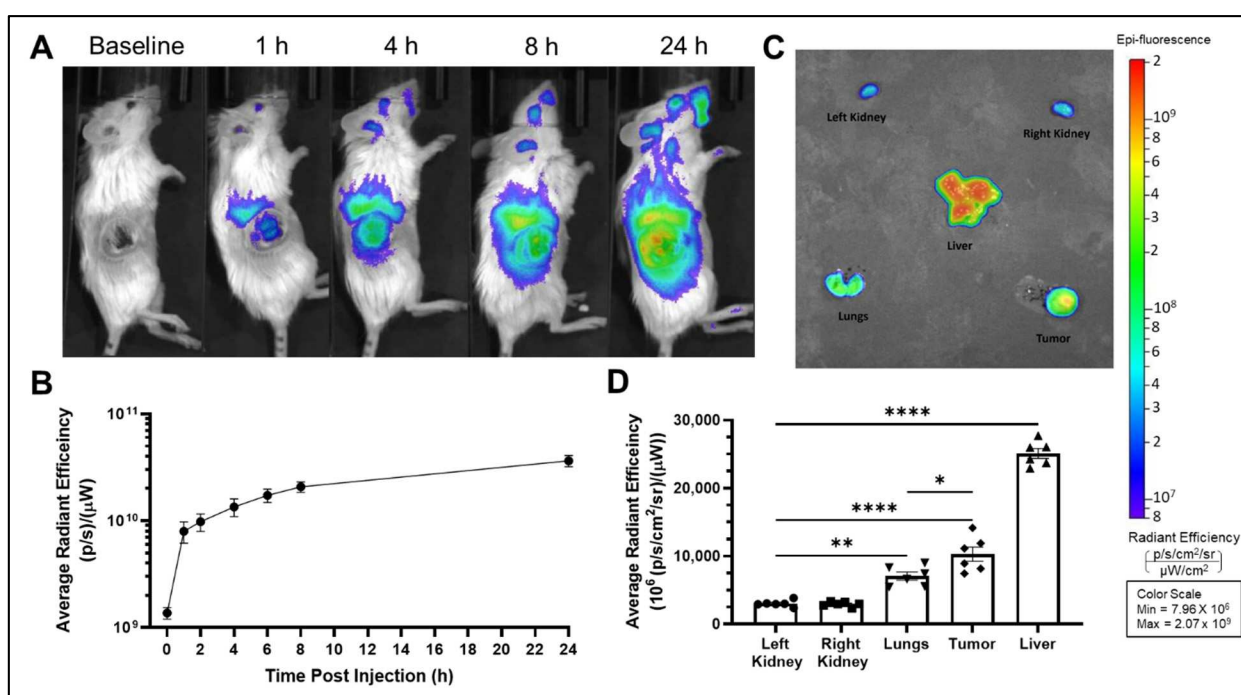 A
Baseline
1 h
4 h
8 h
24 h
C
Left Kidney
Right Kidney
Liver
Lungs
Tumor
Epi-fluorescence
2
10⁹
8
6
4
3
2
10⁸
8
6
4
3
2
10⁷
8
Radiant Efficiency
(p/s/cm²/sr
µW/cm²)
Color Scale
Min = 7.96 X 10⁶
Max = 2.07 x 10⁹
B
Average Radiant Efficeincy
(p/s)/(µW)
10¹¹
10¹⁰
10⁹
0 2 4 6 8 10 12 14 16 18 20 22 24
Time Post Injection (h)
D
Average Radiant Efficeincy
(10⁶ (p/s/cm²/sr)/(µW))
30,000
20,000
10,000
0
****
*
****
**
Left
Kidney
Right
Kidney
Lungs
Tumor
Liver